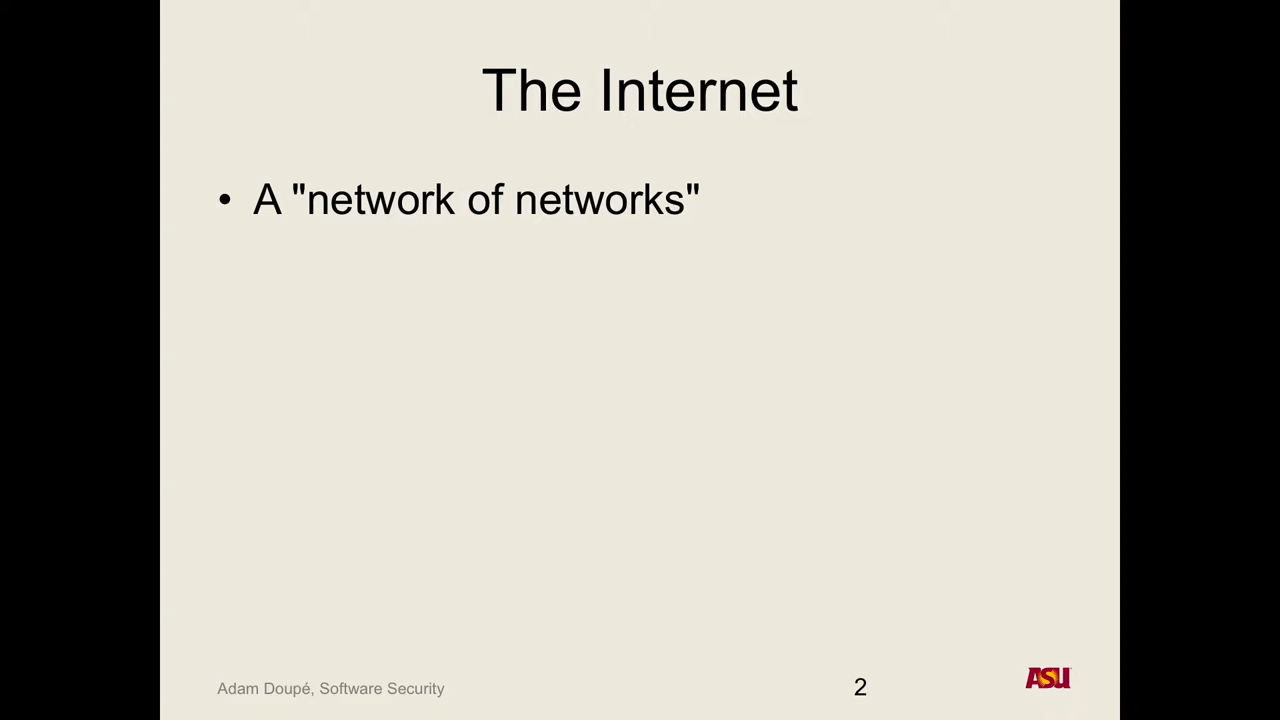 The Internet
• A "network of networks"
Adam Doupé, Software Security
2
ASU